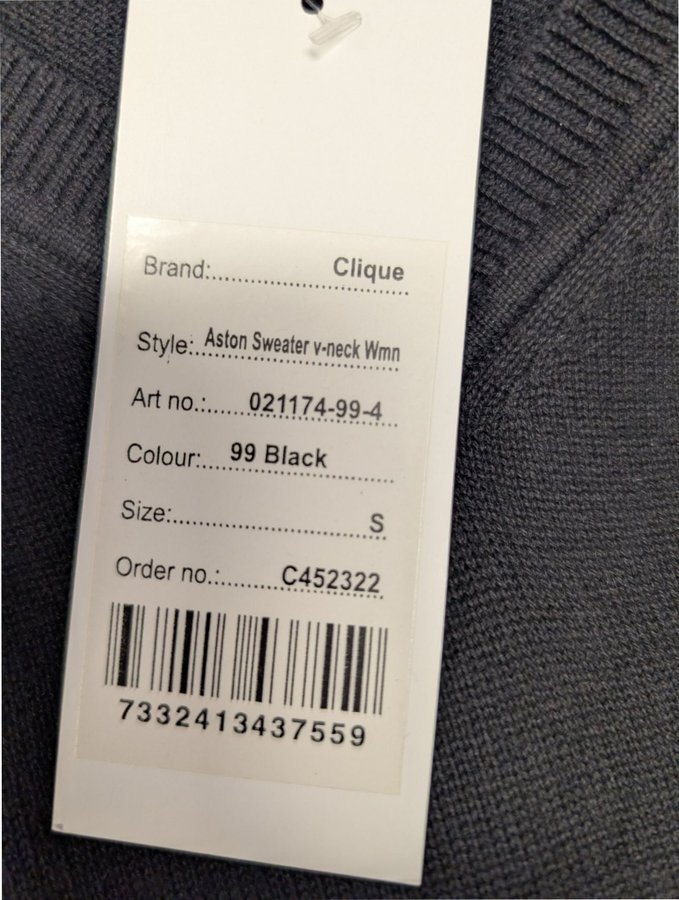 Brand:..................... Clique
Style:. Aston Sweater v-neck Wmn
Art no.:...... 021174-99-4
Colour:... 99 Black
Size:.............................. S
Order no.:........ C452322
7332413437559